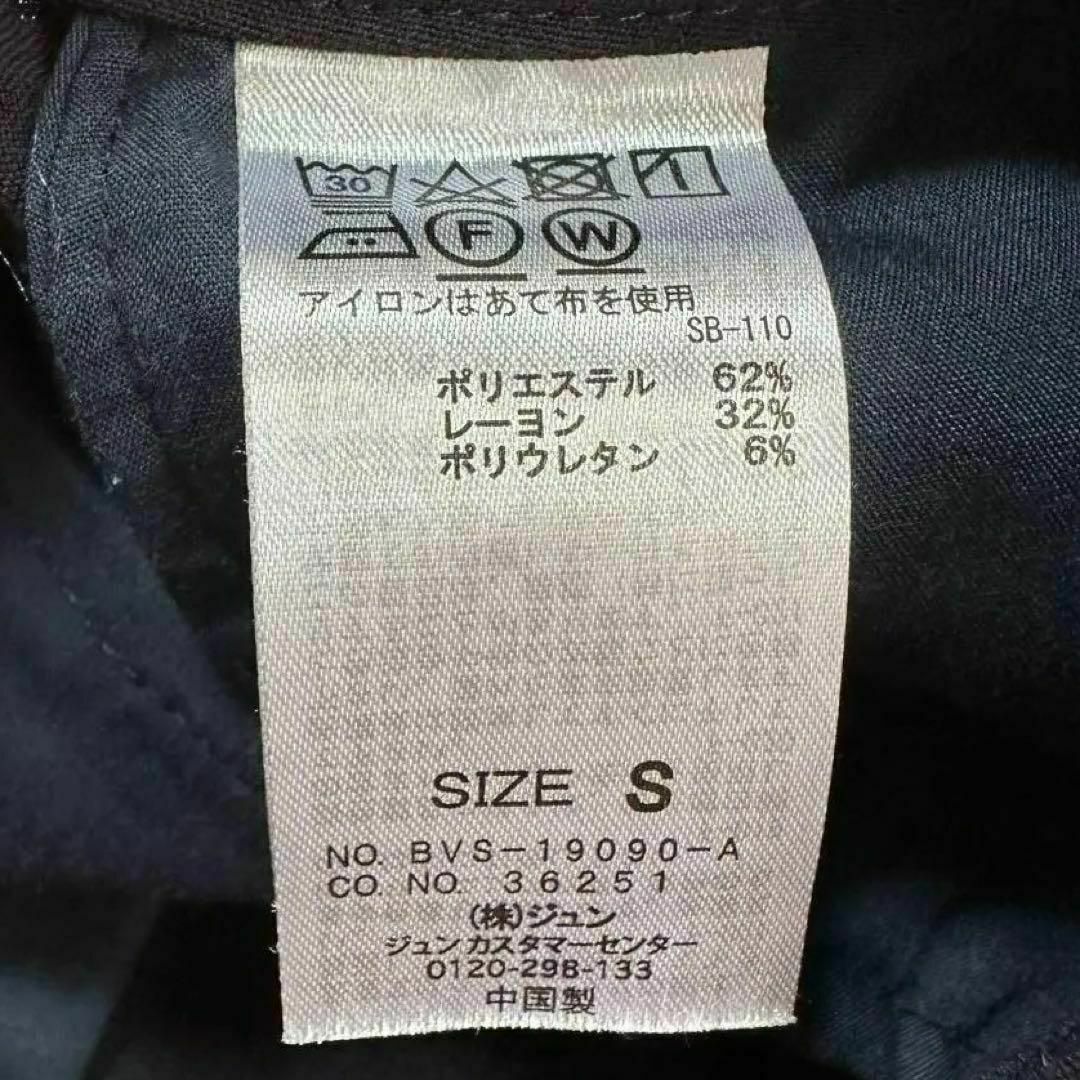 30
F W
アイロンはあて布を使用
SB-110
ポリエステル 62%
レーヨン 32%
ポリウレタン 6%
SIZE S
NO. BVS-19090-A
CO. NO. 36251
(株)ジュン
ジュンカスタマーセンター
0120-298-133
中国製